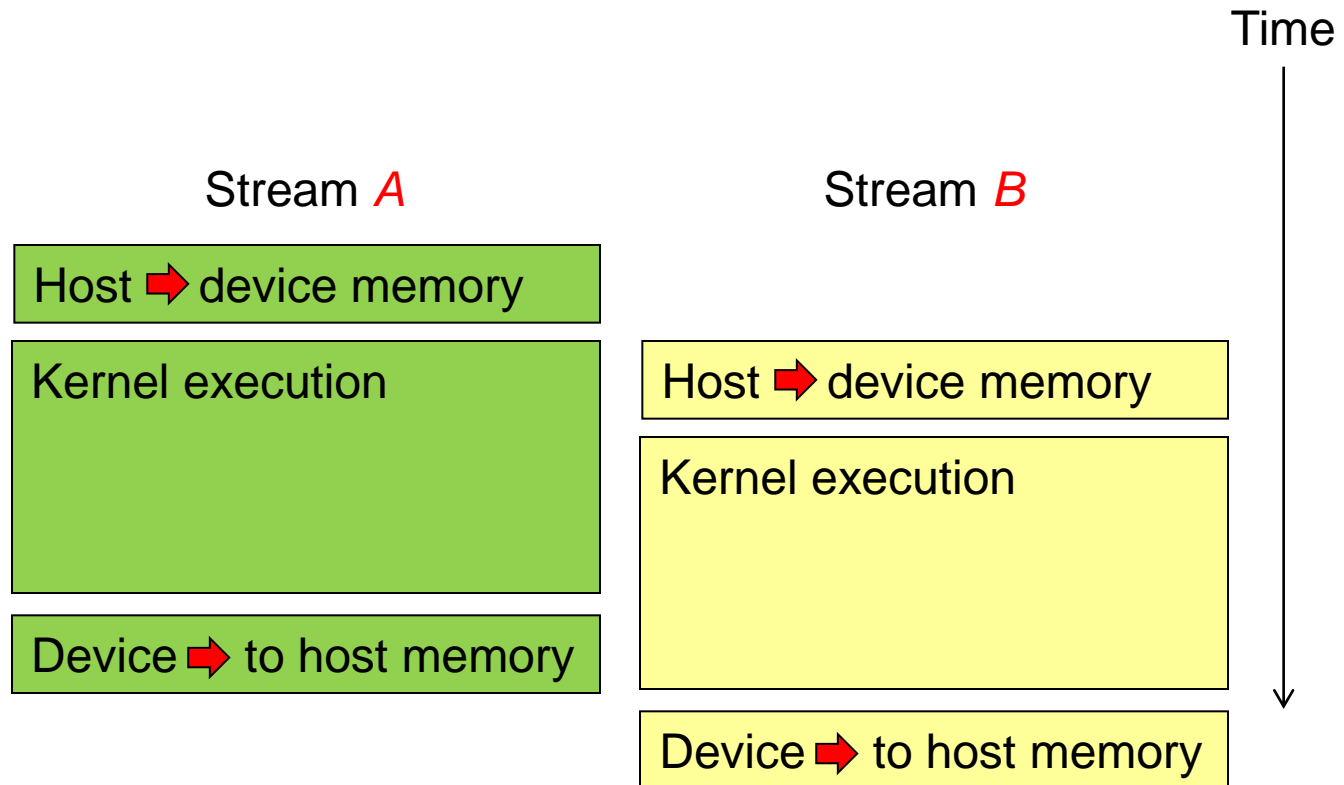 Time
Stream A
Stream B
Host device memory
Kernel execution
Host device memory
Kernel execution
Device to host memory
Device to host memory